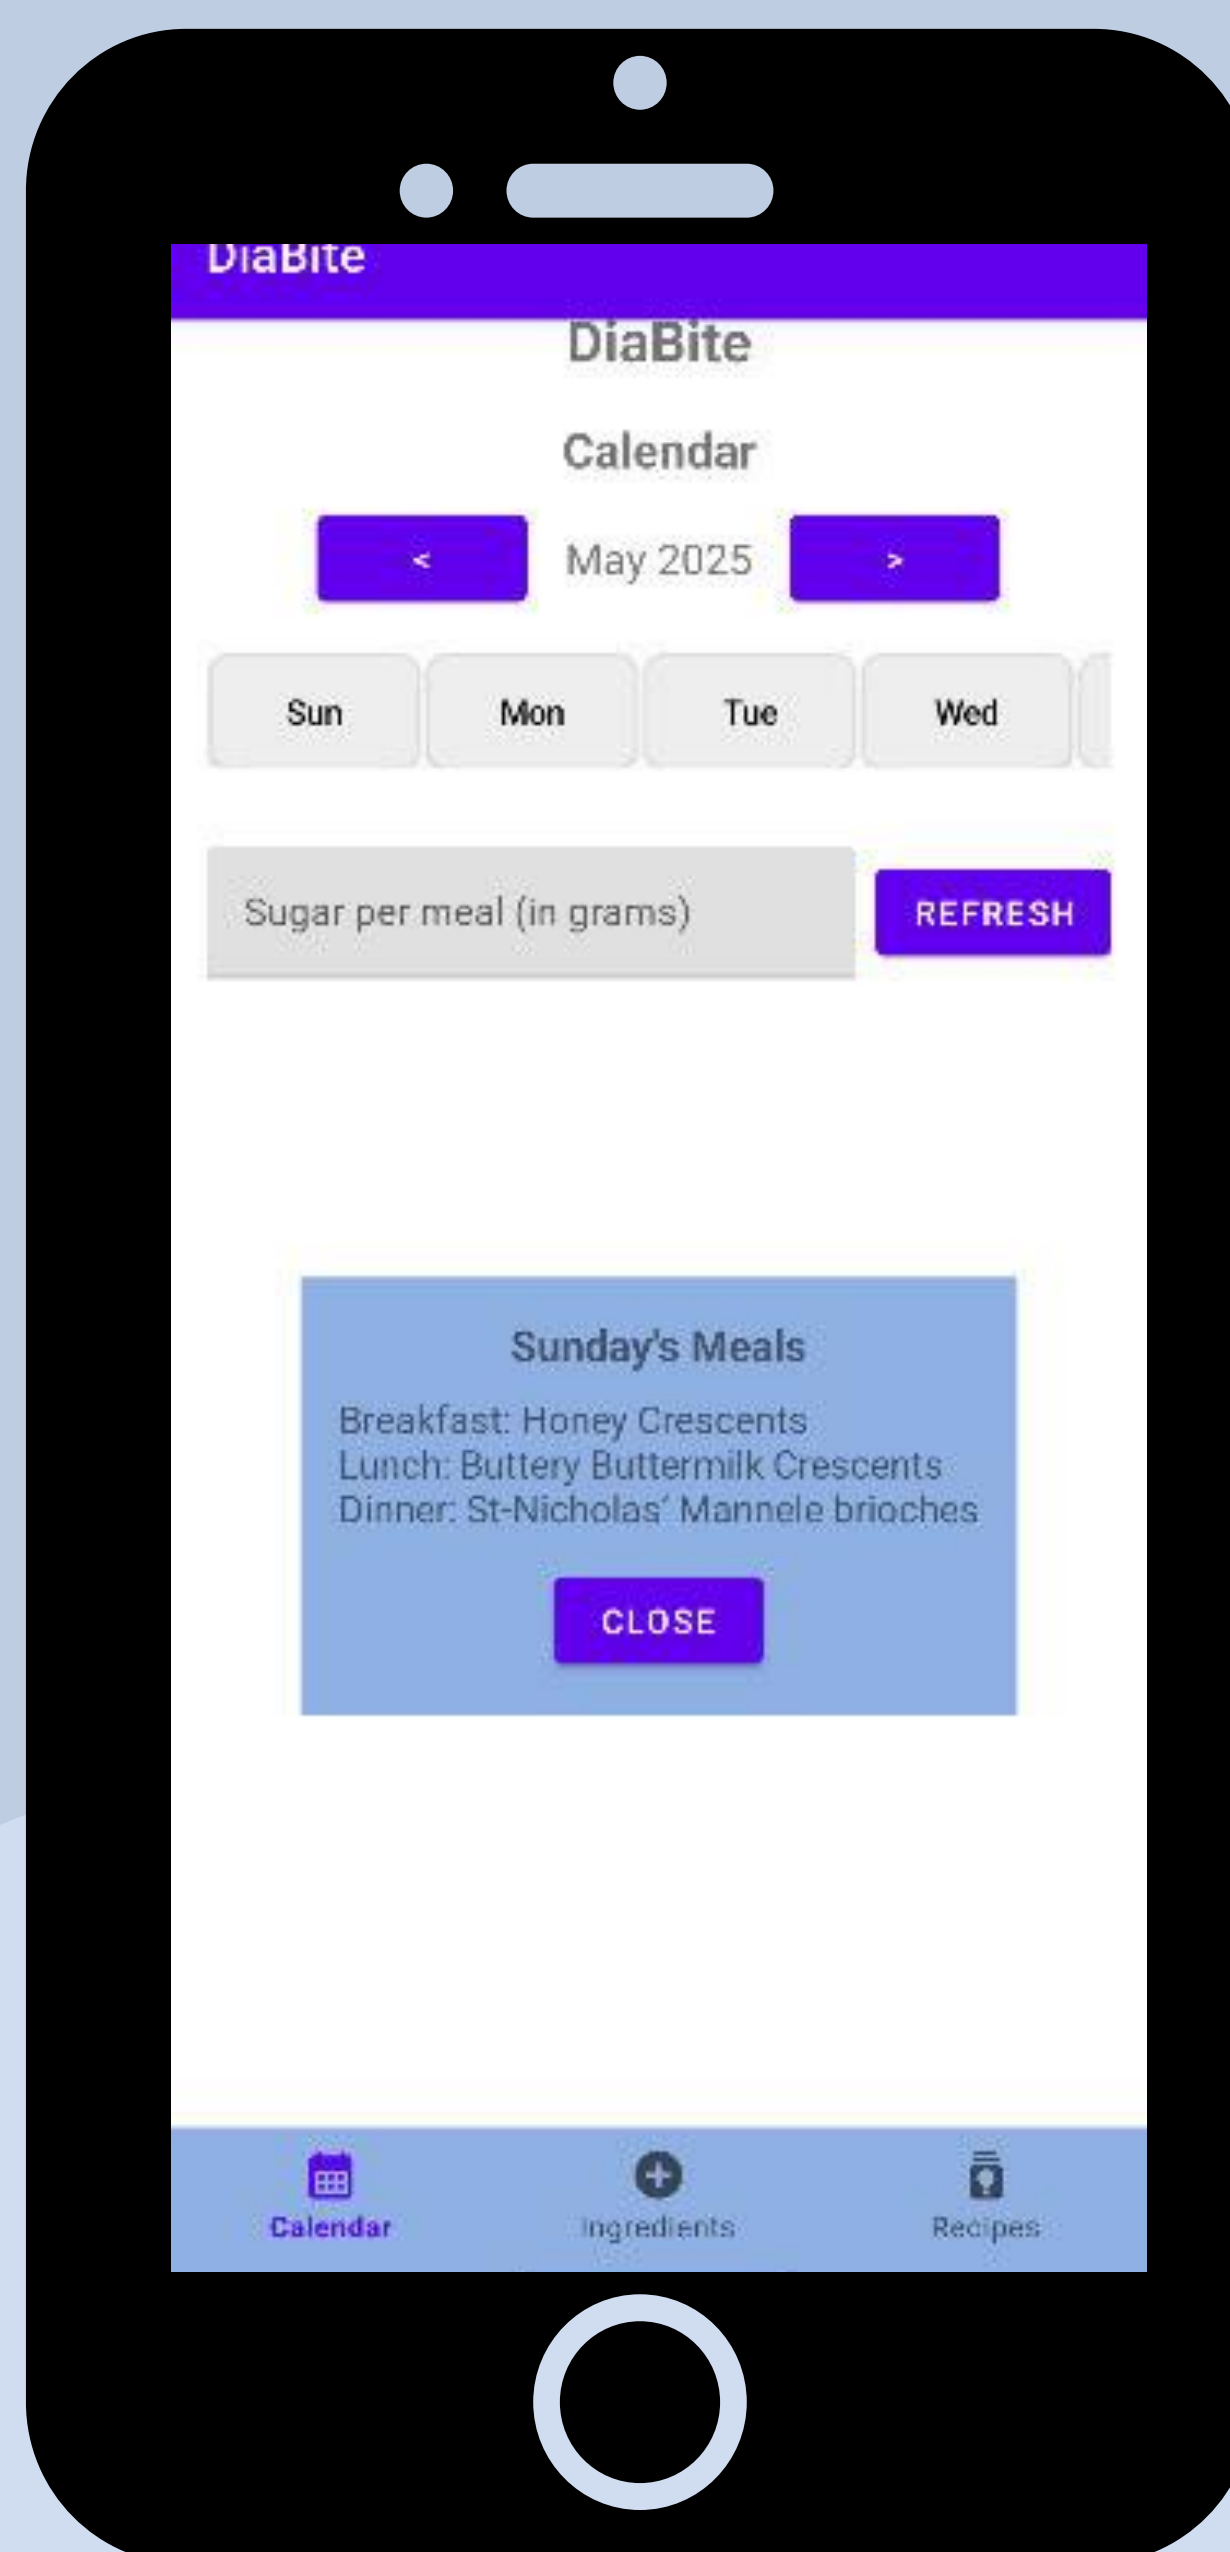 DiaBite
DiaBite
Calendar
< May 2025 >
Sun Mon Tue Wed
Sugar per meal (in grams) REFRESH
Sunday's Meals
Breakfast: Honey Crescents
Lunch: Buttery Buttermilk Crescents
Dinner: St-Nicholas’ Mannele brioches
CLOSE
Calendar Ingredients Recipes